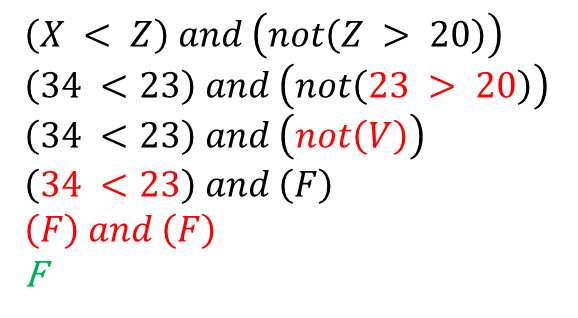 (X < Z) and (not(Z > 20))
(34 < 23) and (not(23 > 20))
(34 < 23) and (not(V))
(34 < 23) and (F)
(F) and (F)
F